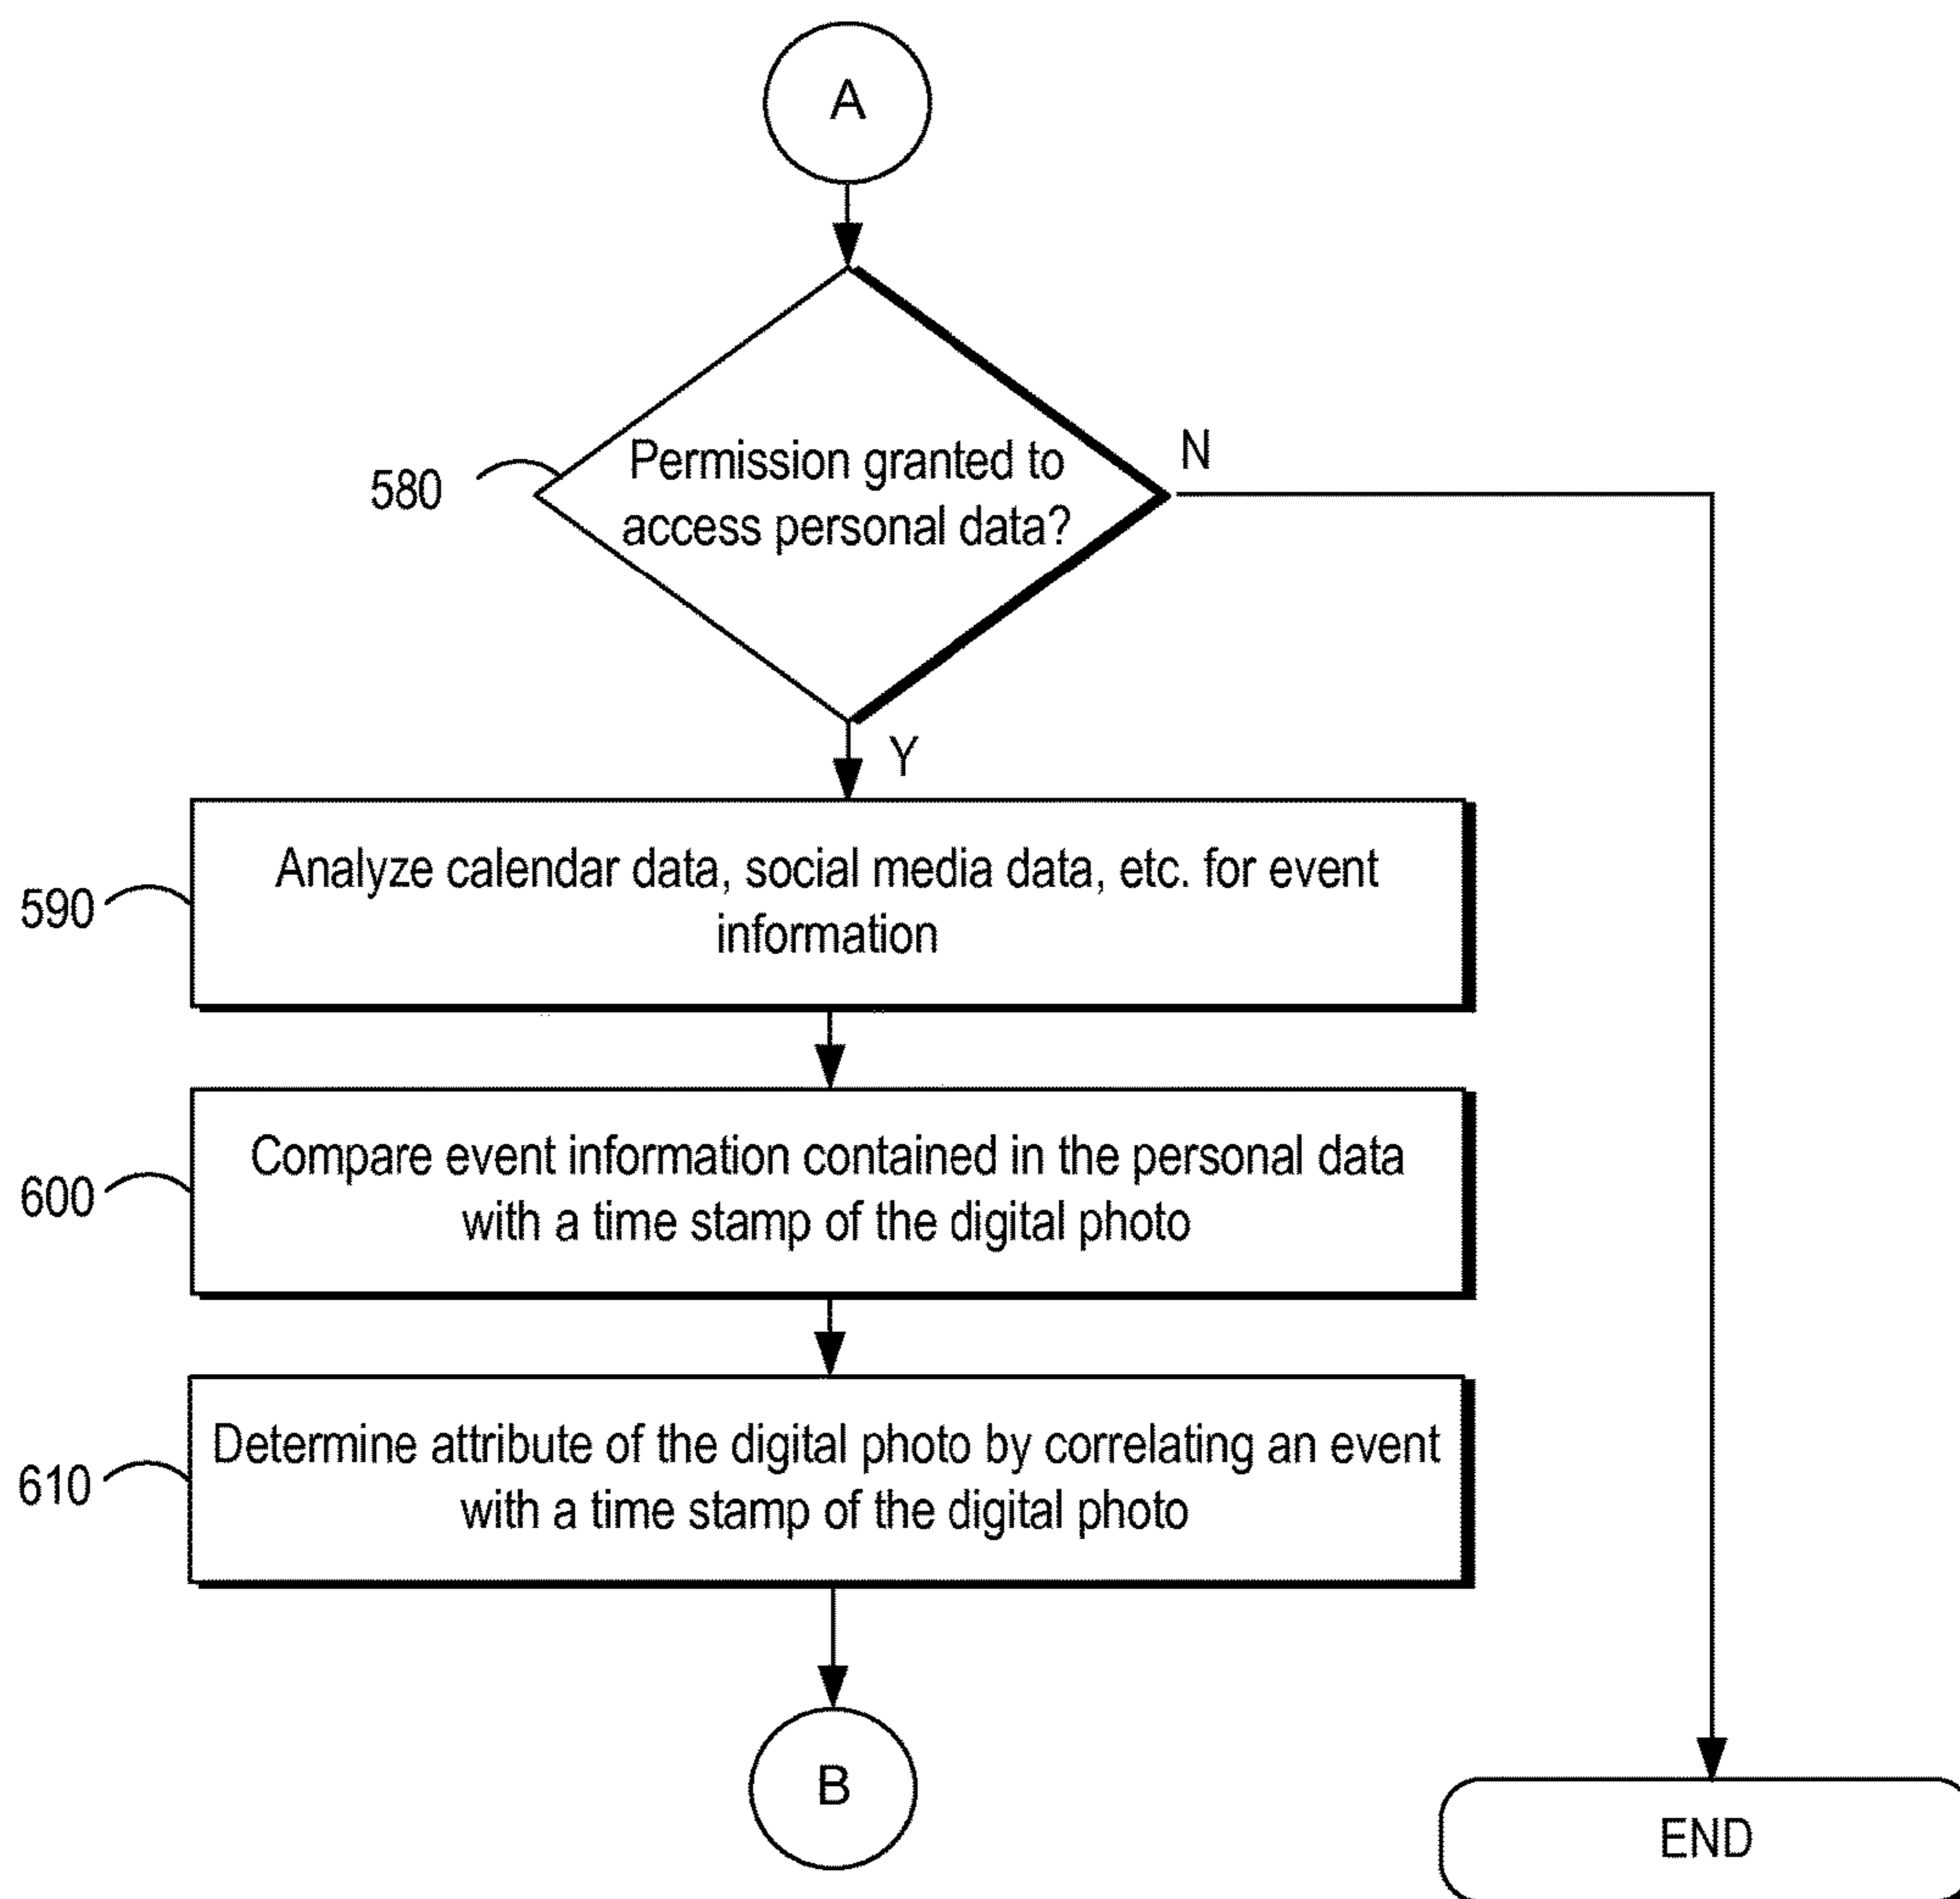 A
580
Permission granted to
access personal data?
N
Y
590
Analyze calendar data, social media data, etc. for event
information
600
Compare event information contained in the personal data
with a time stamp of the digital photo
610
Determine attribute of the digital photo by correlating an event
with a time stamp of the digital photo
B
END